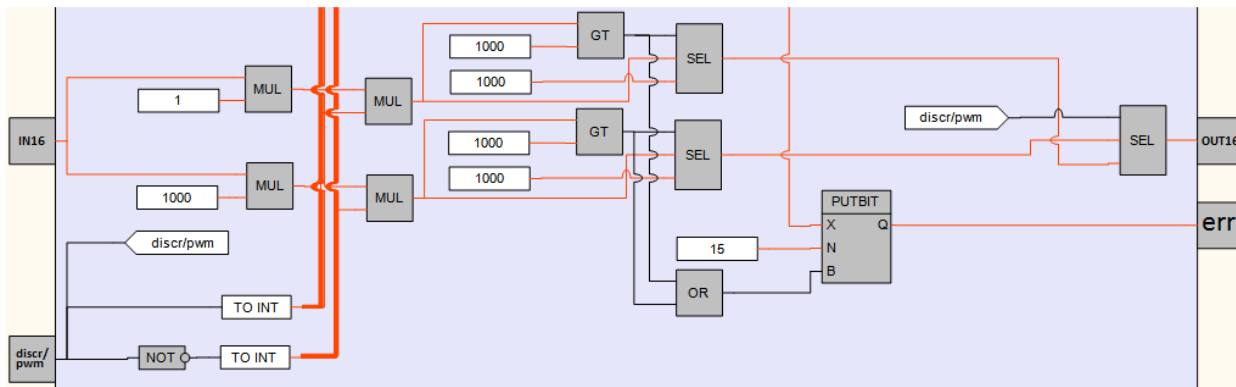 GT
1000
SEL
1000
MUL
1
MUL
GT
discr/pwm
1000
SEL
SEL
IN16
OUT16
1000
MUL
MUL
1000
PUTBIT
X Q
err
discr/pwm
15
N
B
OR
TO INT
discr/
pwm
NOT
TO INT